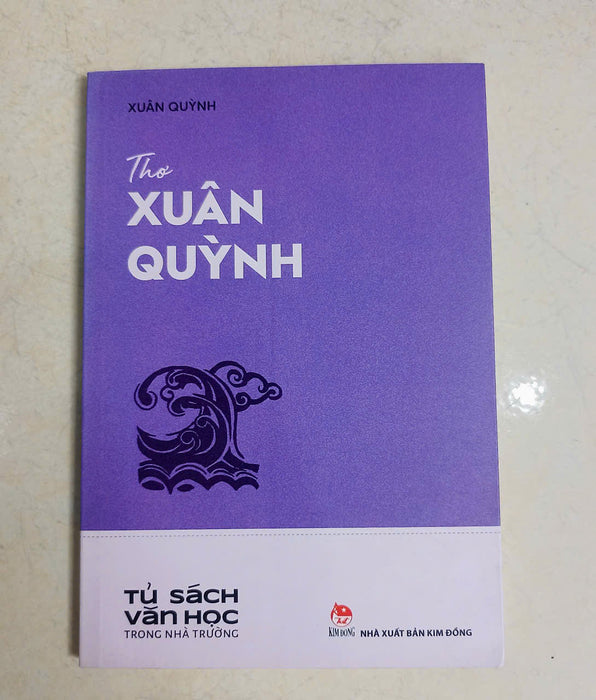 XUÂN QUỲNH
Thơ
XUÂN
QUỲNH
TỦ SÁCH
VĂN HỌC
TRONG NHÀ TRƯỜNG
KIM ĐỒNG
NHÀ XUẤT BẢN KIM ĐỒNG